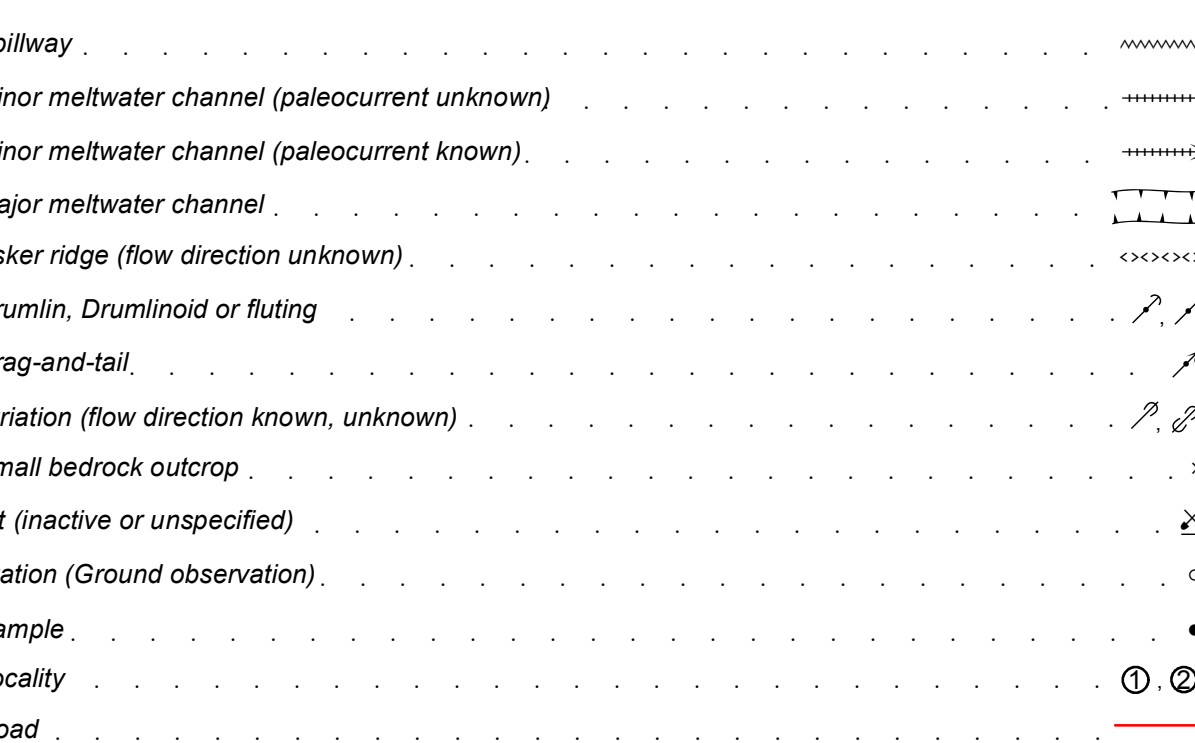 pillway
inor meltwater channel (paleocurrent unknown)
inor meltwater channel (paleocurrent known)
ajor meltwater channel
sker ridge (flow direction unknown)
rumlin, Drumlinoid or fluting
rag-and-tail
riation (flow direction known, unknown)
mall bedrock outcrop
t (inactive or unspecified)
ation (Ground observation)
ample
ocality 1, 2
oad